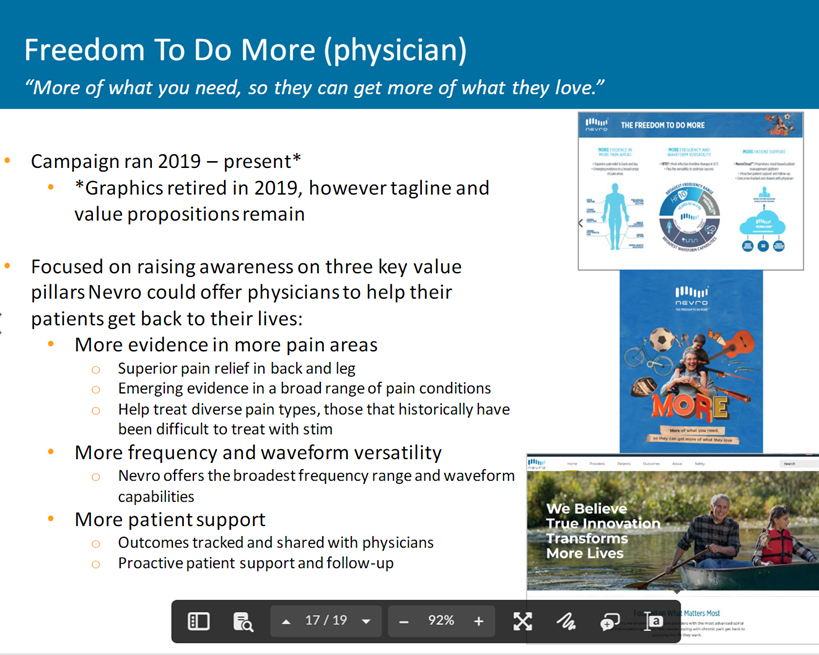 Freedom To Do More (physician)
“More of what you need, so they can get more of what they love.”
• Campaign ran 2019 – present*
• *Graphics retired in 2019, however tagline and
value propositions remain
• Focused on raising awareness on three key value
pillars Nevro could offer physicians to help their
patients get back to their lives:
• More evidence in more pain areas
o Superior pain relief in back and leg
o Emerging evidence in a broad range of pain conditions
o Help treat diverse pain types, those that historically have
been difficult to treat with stim
• More frequency and waveform versatility
o Nevro offers the broadest frequency range and waveform
capabilities
• More patient support
o Outcomes tracked and shared with physicians
o Proactive patient support and follow-up
nevro
THE FREEDOM TO DO MORE
MORE EVIDENCE IN
MORE PAIN AREAS
MORE FREQUENCY AND
WAVEFORM VERSATILITY
MORE PATIENT SUPPORT
HF10
nevro
MORE
More of what you need,
so they can get more of what they love
nevro
Home Providers Patients Outcomes About Safety
Search
We Believe
True Innovation
Transforms
More Lives
What Matters Most
17 / 19
92%